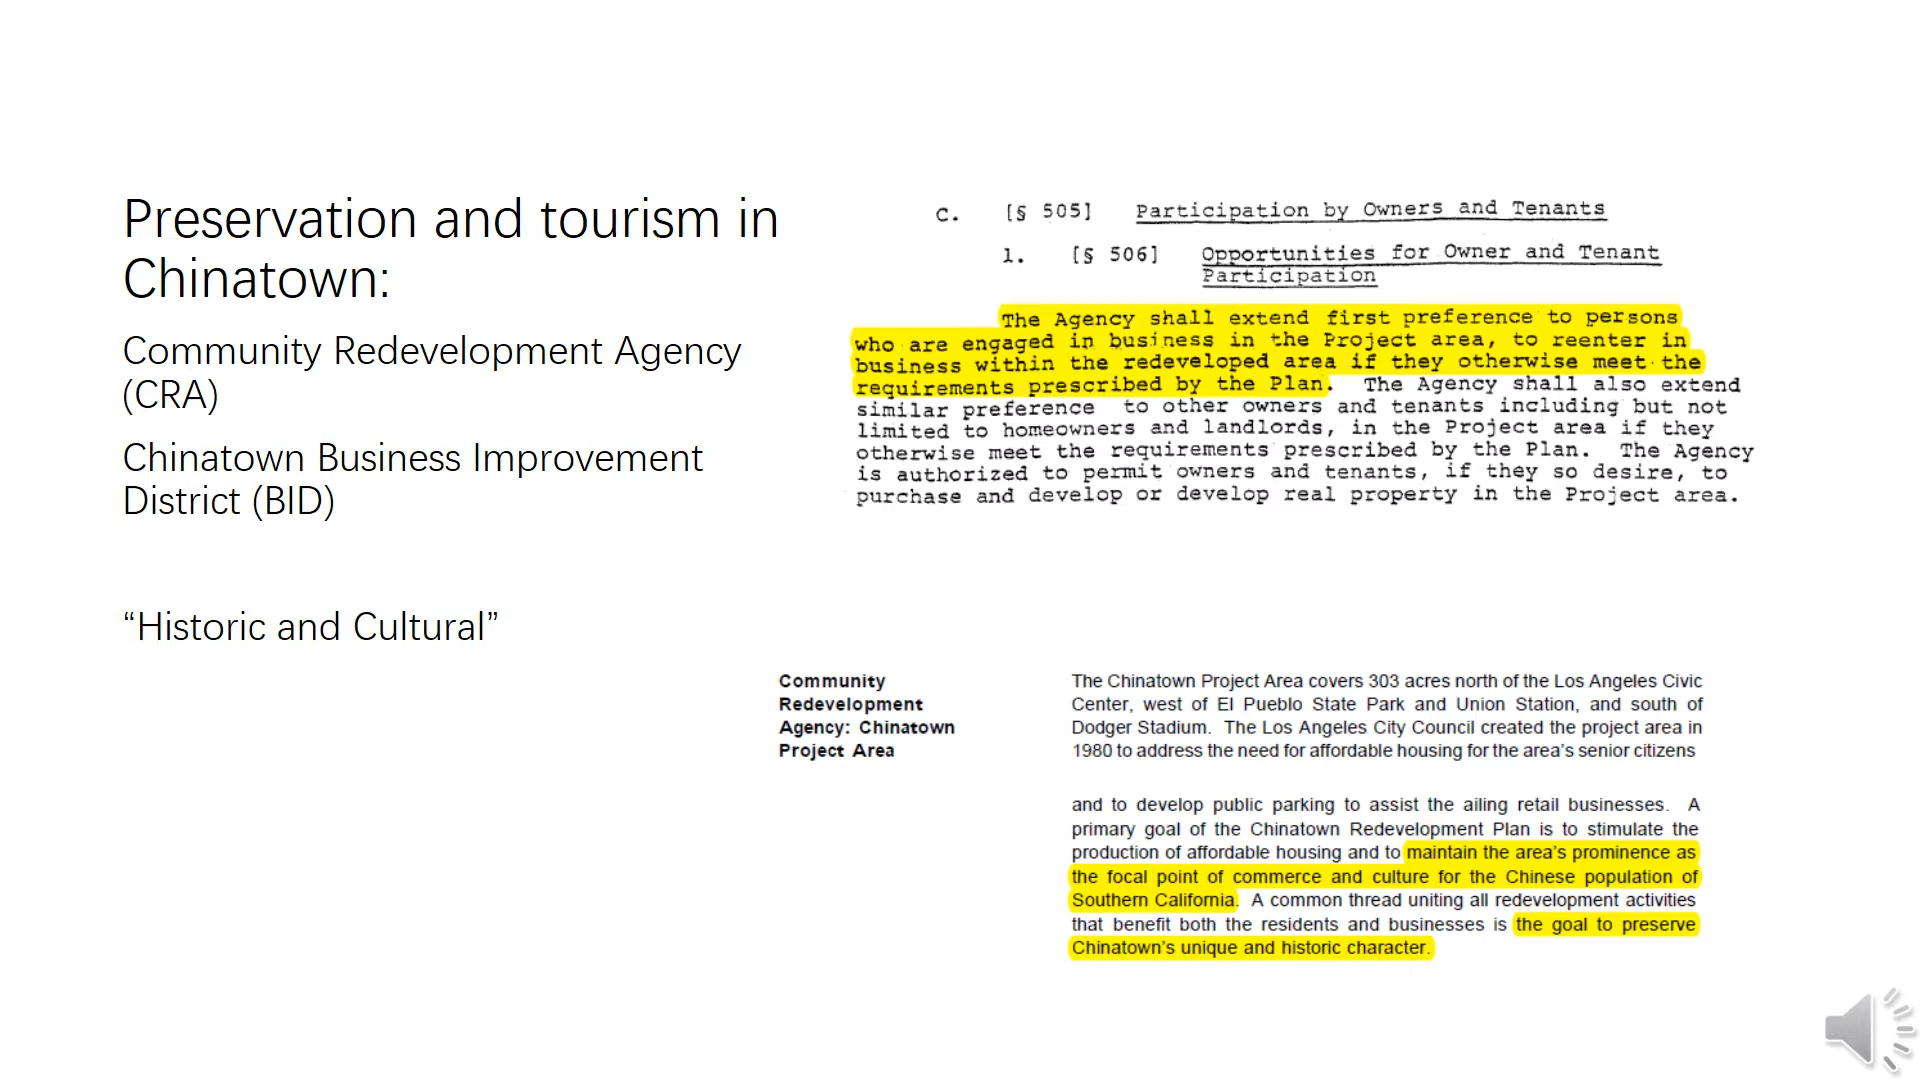 Preservation and tourism in
Chinatown:
Community Redevelopment Agency
(CRA)
Chinatown Business Improvement
District (BID)
“Historic and Cultural”
C. [§ 505] Participation by Owners and Tenants
1. [§ 506] Opportunities for Owner and Tenant
Participation
The Agency shall extend first preference to persons
who are engaged in business in the Project area, to reenter in
business within the redeveloped area if they otherwise meet the
requirements prescribed by the Plan. The Agency shall also extend
similar preference to other owners and tenants including but not
limited to homeowners and landlords, in the Project area if they
otherwise meet the requirements prescribed by the Plan. The Agency
is authorized to permit owners and tenants, if they so desire, to
purchase and develop or develop real property in the Project area.
Community
Redevelopment
Agency: Chinatown
Project Area
The Chinatown Project Area covers 303 acres north of the Los Angeles Civic
Center, west of El Pueblo State Park and Union Station, and south of
Dodger Stadium. The Los Angeles City Council created the project area in
1980 to address the need for affordable housing for the area’s senior citizens
and to develop public parking to assist the ailing retail businesses. A
primary goal of the Chinatown Redevelopment Plan is to stimulate the
production of affordable housing and to maintain the area’s prominence as
the focal point of commerce and culture for the Chinese population of
Southern California. A common thread uniting all redevelopment activities
that benefit both the residents and businesses is the goal to preserve
Chinatown’s unique and historic character.